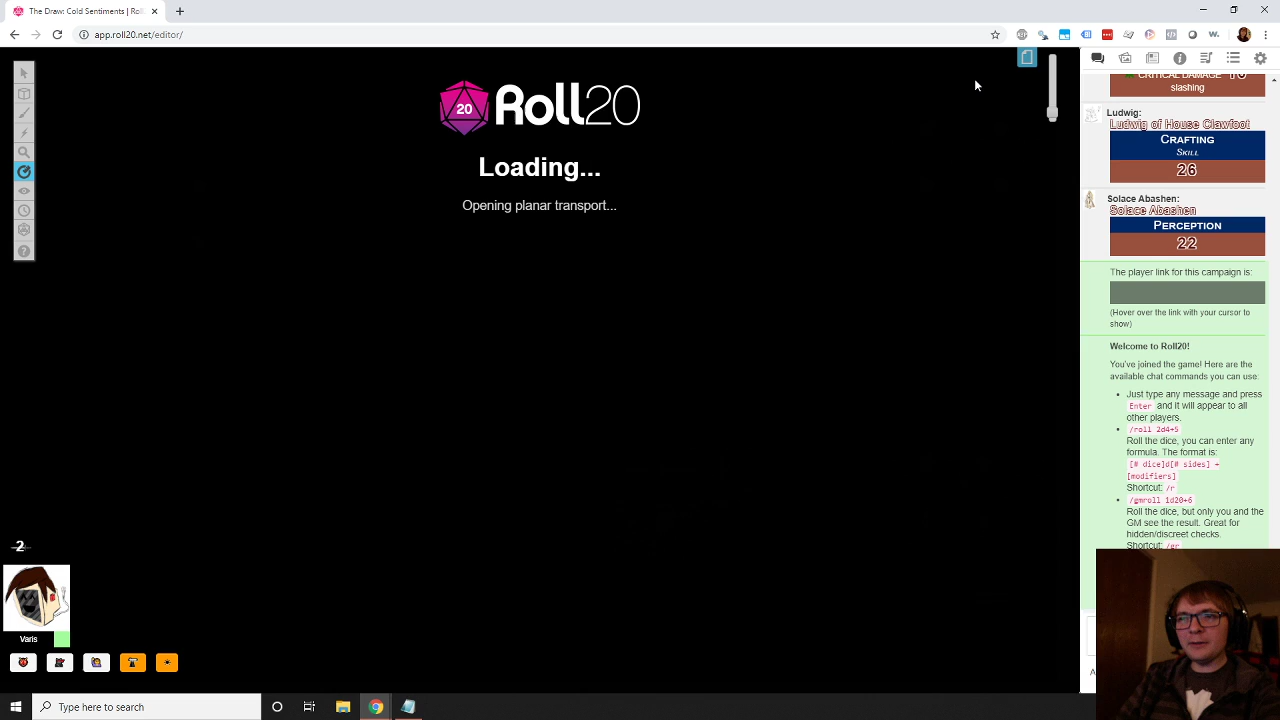 The Draw: Cold Sentiments | Rol
app.roll20.net/editor/
20 Roll20
Loading...
Opening planar transport...
2
Varis
CRITICAL DAMAGE
slashing
Ludwig:
Ludwig of House Clawfoot
CRAFTING
SKILL
26
Solace Abashen:
Solace Abashen
PERCEPTION
22
The player link for this campaign is:
(Hover over the link with your cursor to
show)
Welcome to Roll20!
You've joined the game! Here are the
available chat commands you can use:
Just type any message and press
Enter and it will appear to all
other players.
/roll 2d4+5
Roll the dice, you can enter any
formula. The format is:
[# dice]d[# sides] +
[modifiers]
Shortcut: /r
/gmroll 1d20+6
Roll the dice, but only you and the
GM see the result. Great for
hidden/discreet checks.
Shortcut: /gr
Type here to search